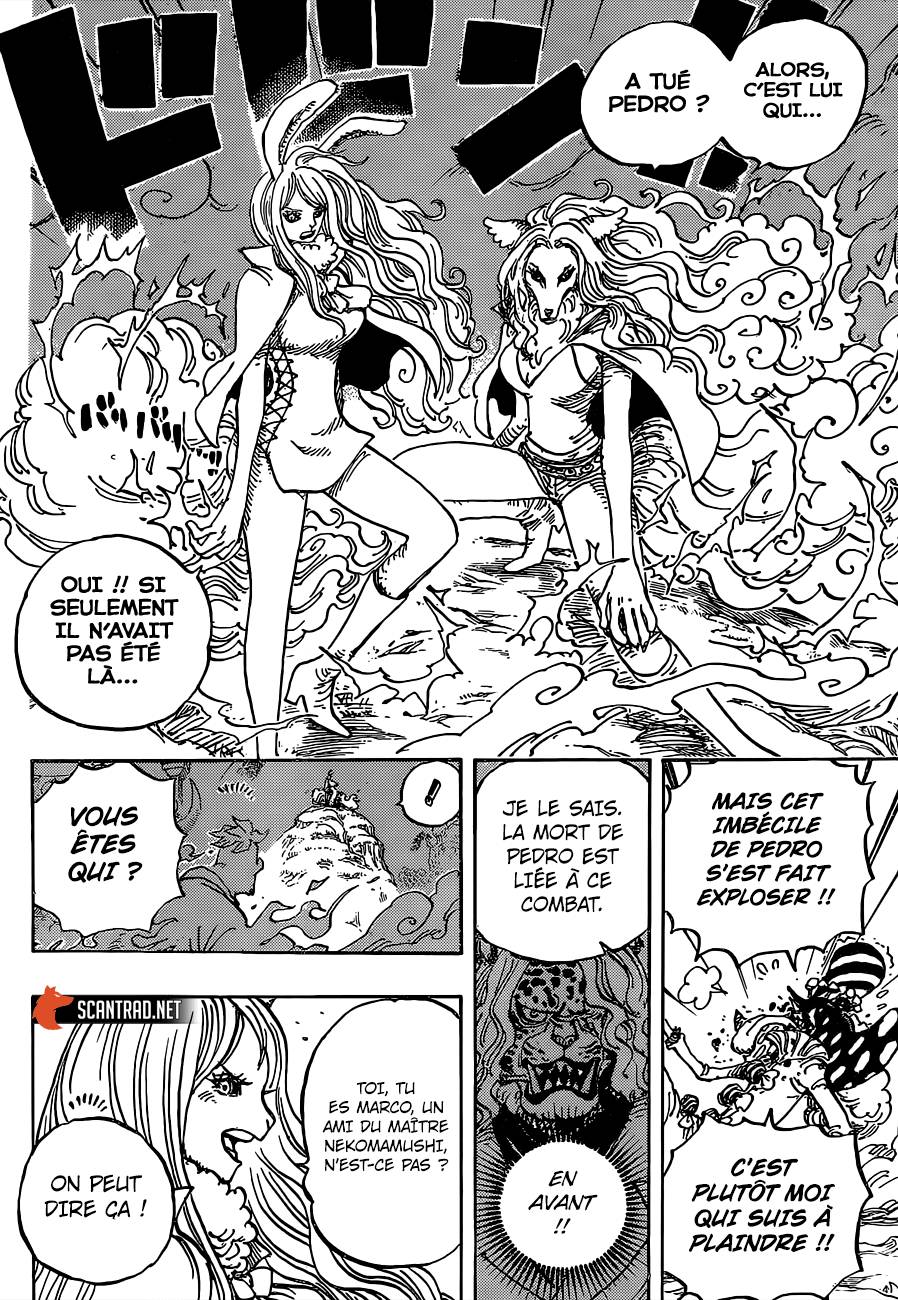 ドドン
ALORS,
C'EST LUI
QUI...
A TUÉ
PEDRO ?
OUI !! SI
SEULEMENT
IL N'AVAIT
PAS ÉTÉ
LÀ...
MAIS CET
IMBÉCILE
DE PEDRO
S'EST FAIT
EXPLOSER !!
C'EST
PLUTÔT MOI
QUI SUIS À
PLAINDRE !!
JE LE SAIS.
LA MORT DE
PEDRO EST
LIÉE À CE
COMBAT.
EN
AVANT
!!
!
VOUS
ÊTES
QUI ?
SCANTRAD.NET
TOI, TU
ES MARCO, UN
AMI DU MAÎTRE
NEKOMAMUSHI,
N'EST-CE PAS ?
ON PEUT
DIRE ÇA !